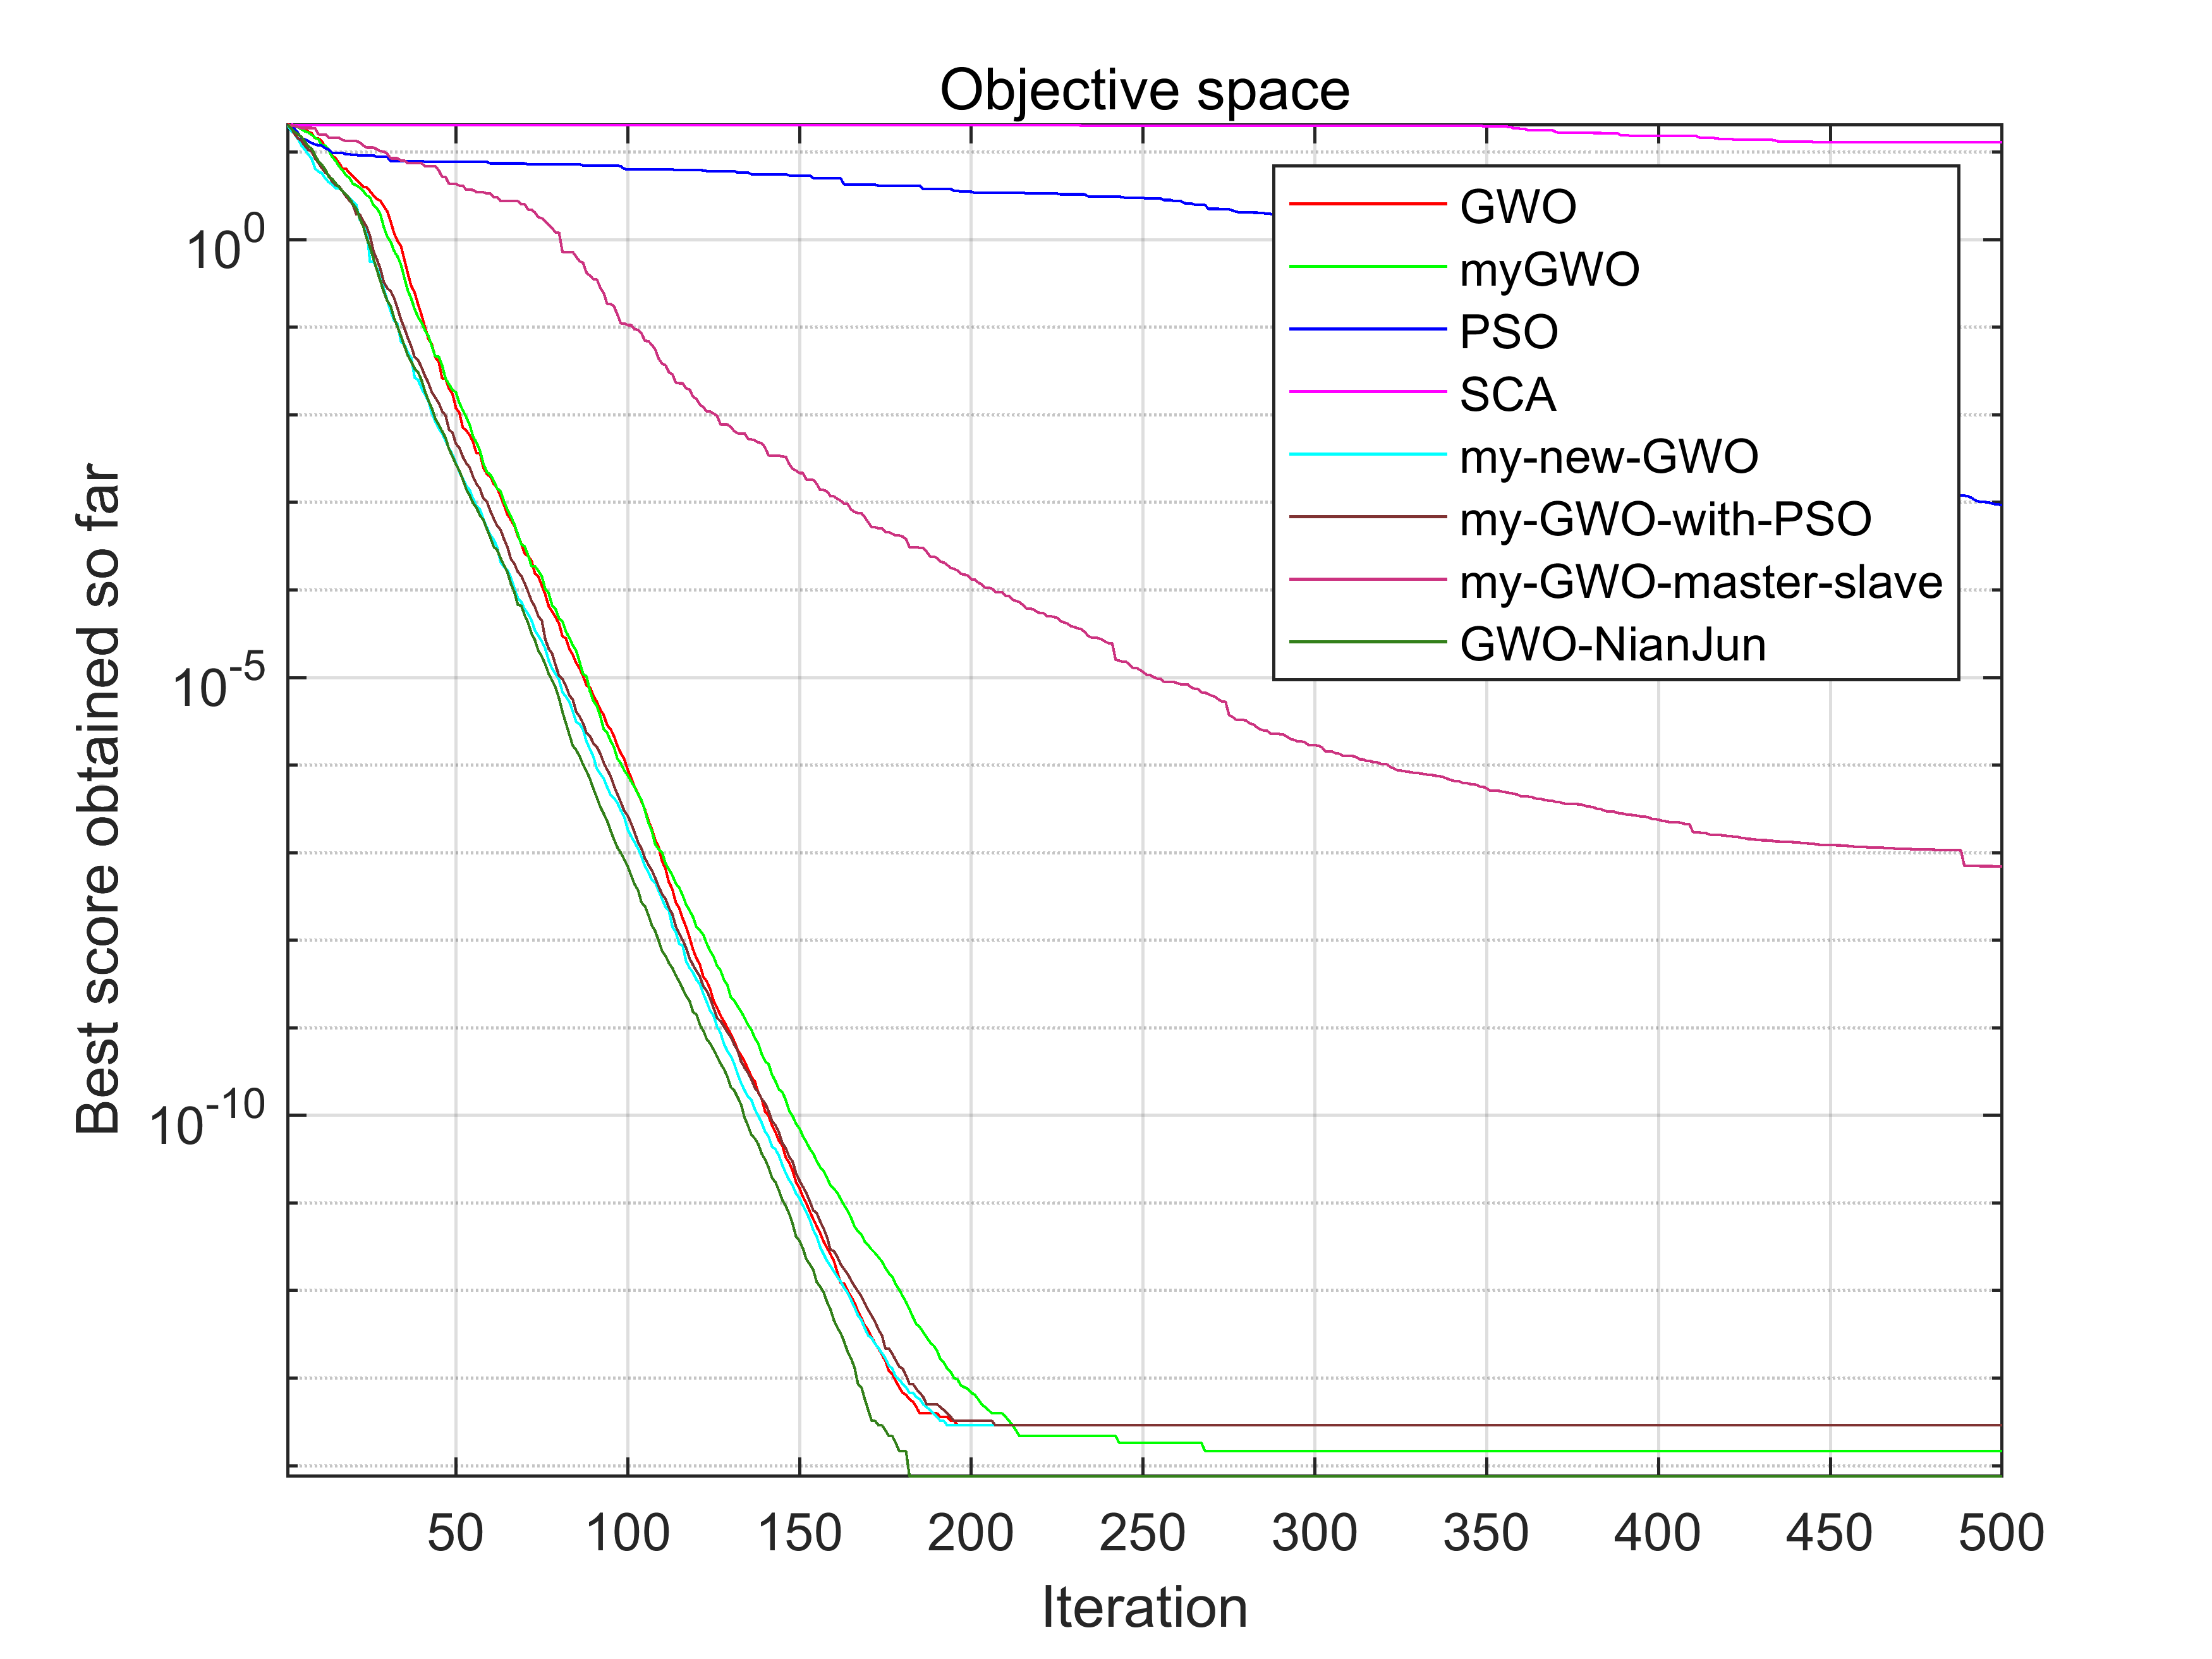 Objective space
Best score obtained so far
10^0
10^-5
10^-10
GWO
myGWO
PSO
SCA
my-new-GWO
my-GWO-with-PSO
my-GWO-master-slave
GWO-NianJun
50 100 150 200 250 300 350 400 450 500
Iteration